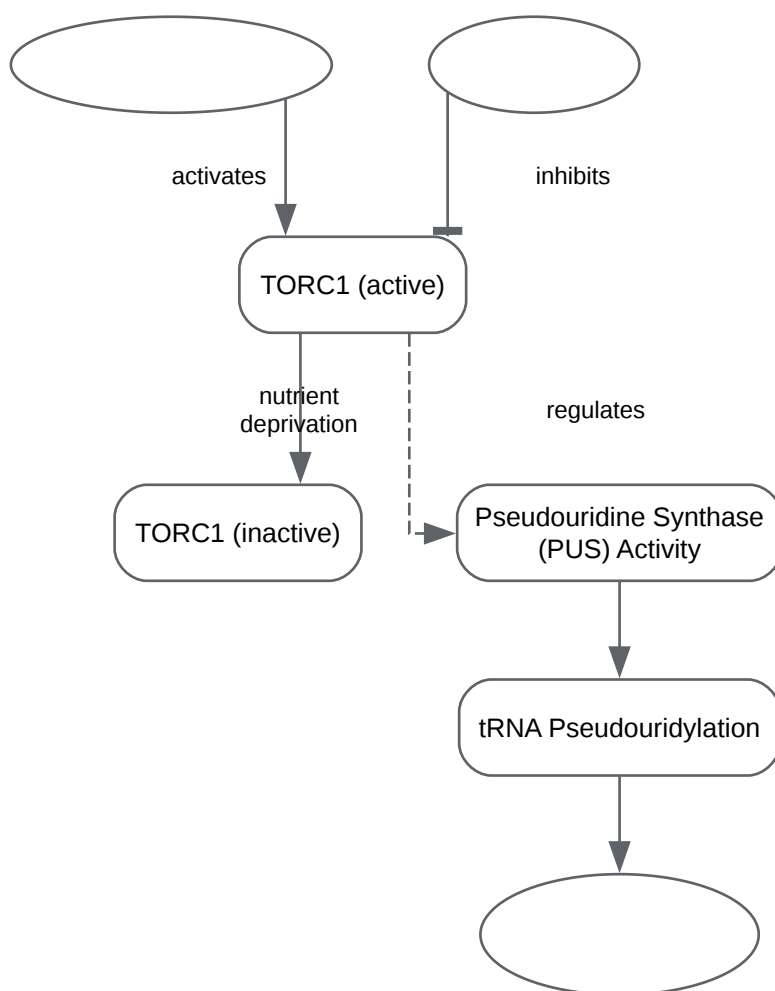 activates
inhibits
TORC1 (active)
nutrient
deprivation
regulates
TORC1 (inactive)
Pseudouridine Synthase
(PUS) Activity
tRNA Pseudouridylation